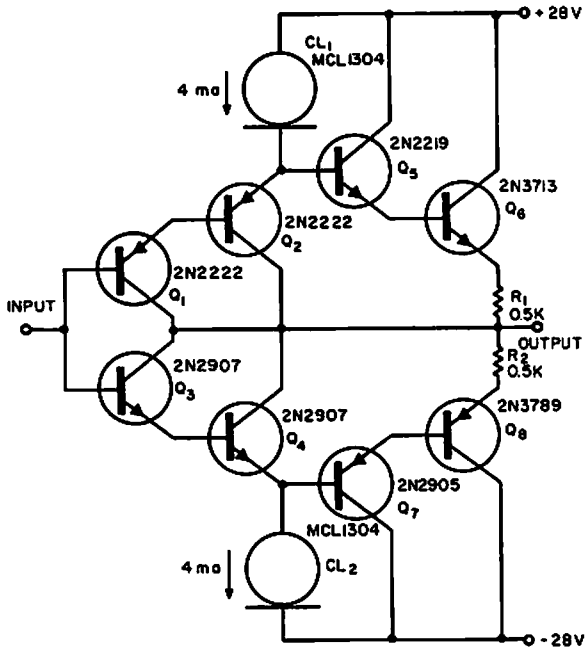 +28V
CL1
MCL1304
4 ma
2N2219
Q5
2N3713
Q6
2N2222
Q2
2N2222
Q1
R1
0.5K
INPUT
OUTPUT
R2
0.5K
2N2907
Q3
2N2907
Q4
2N3789
Q8
2N2905
Q7
MCL1304
4 ma
CL2
-28V